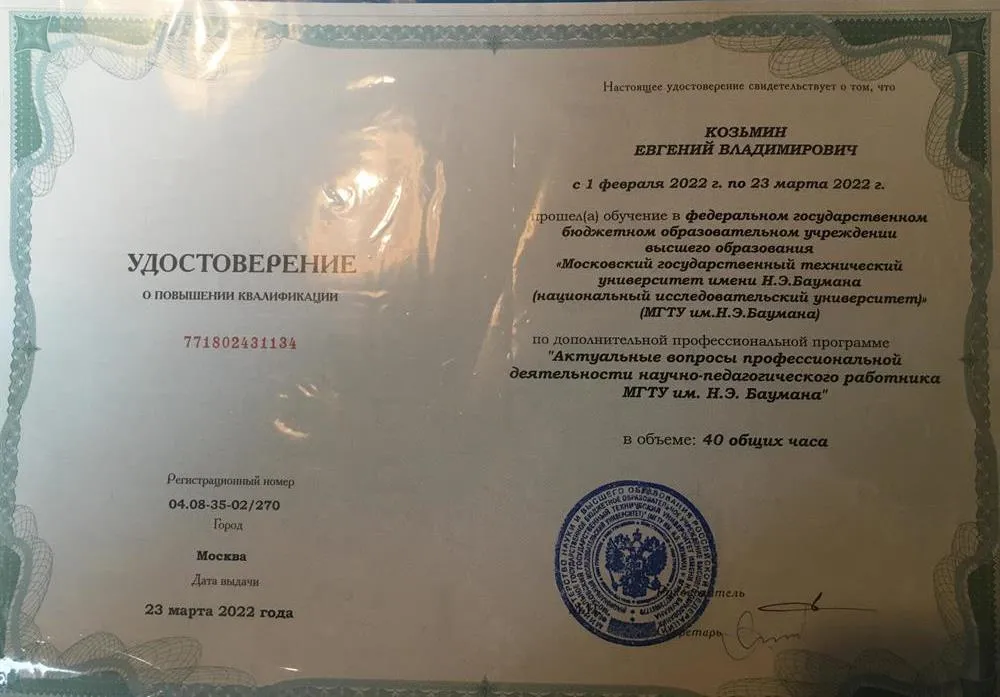 УДОСТОВЕРЕНИЕ
О ПОВЫШЕНИИ КВАЛИФИКАЦИИ
771802431134
Регистрационный номер
04.08-35-02/270
Город
Москва
Дата выдачи
23 марта 2022 года
Настоящее удостоверение свидетельствует о том, что
КОЗЬМИН
ЕВГЕНИЙ ВЛАДИМИРОВИЧ
с 1 февраля 2022 г. по 23 марта 2022 г.
прошел(а) обучение в федеральном государственном
бюджетном образовательном учреждении
высшего образования
«Московский государственный технический
университет имени Н.Э.Баумана
(национальный исследовательский университет)»
(МГТУ им.Н.Э.Баумана)
по дополнительной профессиональной программе
"Актуальные вопросы профессиональной
деятельности научно-педагогического работника
МГТУ им. Н.Э. Баумана"
в объеме: 40 общих часа
Руководитель
Секретарь